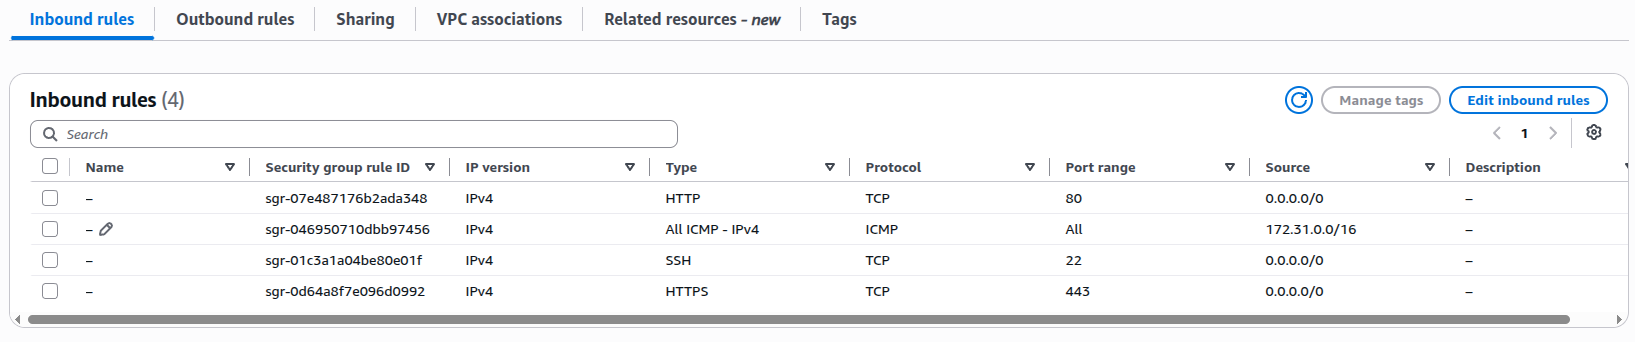 Inbound rules Outbound rules Sharing VPC associations Related resources - new Tags
Inbound rules (4) Manage tags Edit inbound rules
Search 1
Name Security group rule ID IP version Type Protocol Port range Source Description
– sgr-07e487176b2ada348 IPv4 HTTP TCP 80 0.0.0.0/0 –
– sgr-046950710dbb97456 IPv4 All ICMP - IPv4 ICMP All 172.31.0.0/16 –
– sgr-01c3a1a04be80e01f IPv4 SSH TCP 22 0.0.0.0/0 –
– sgr-0d64a8f7e096d0992 IPv4 HTTPS TCP 443 0.0.0.0/0 –